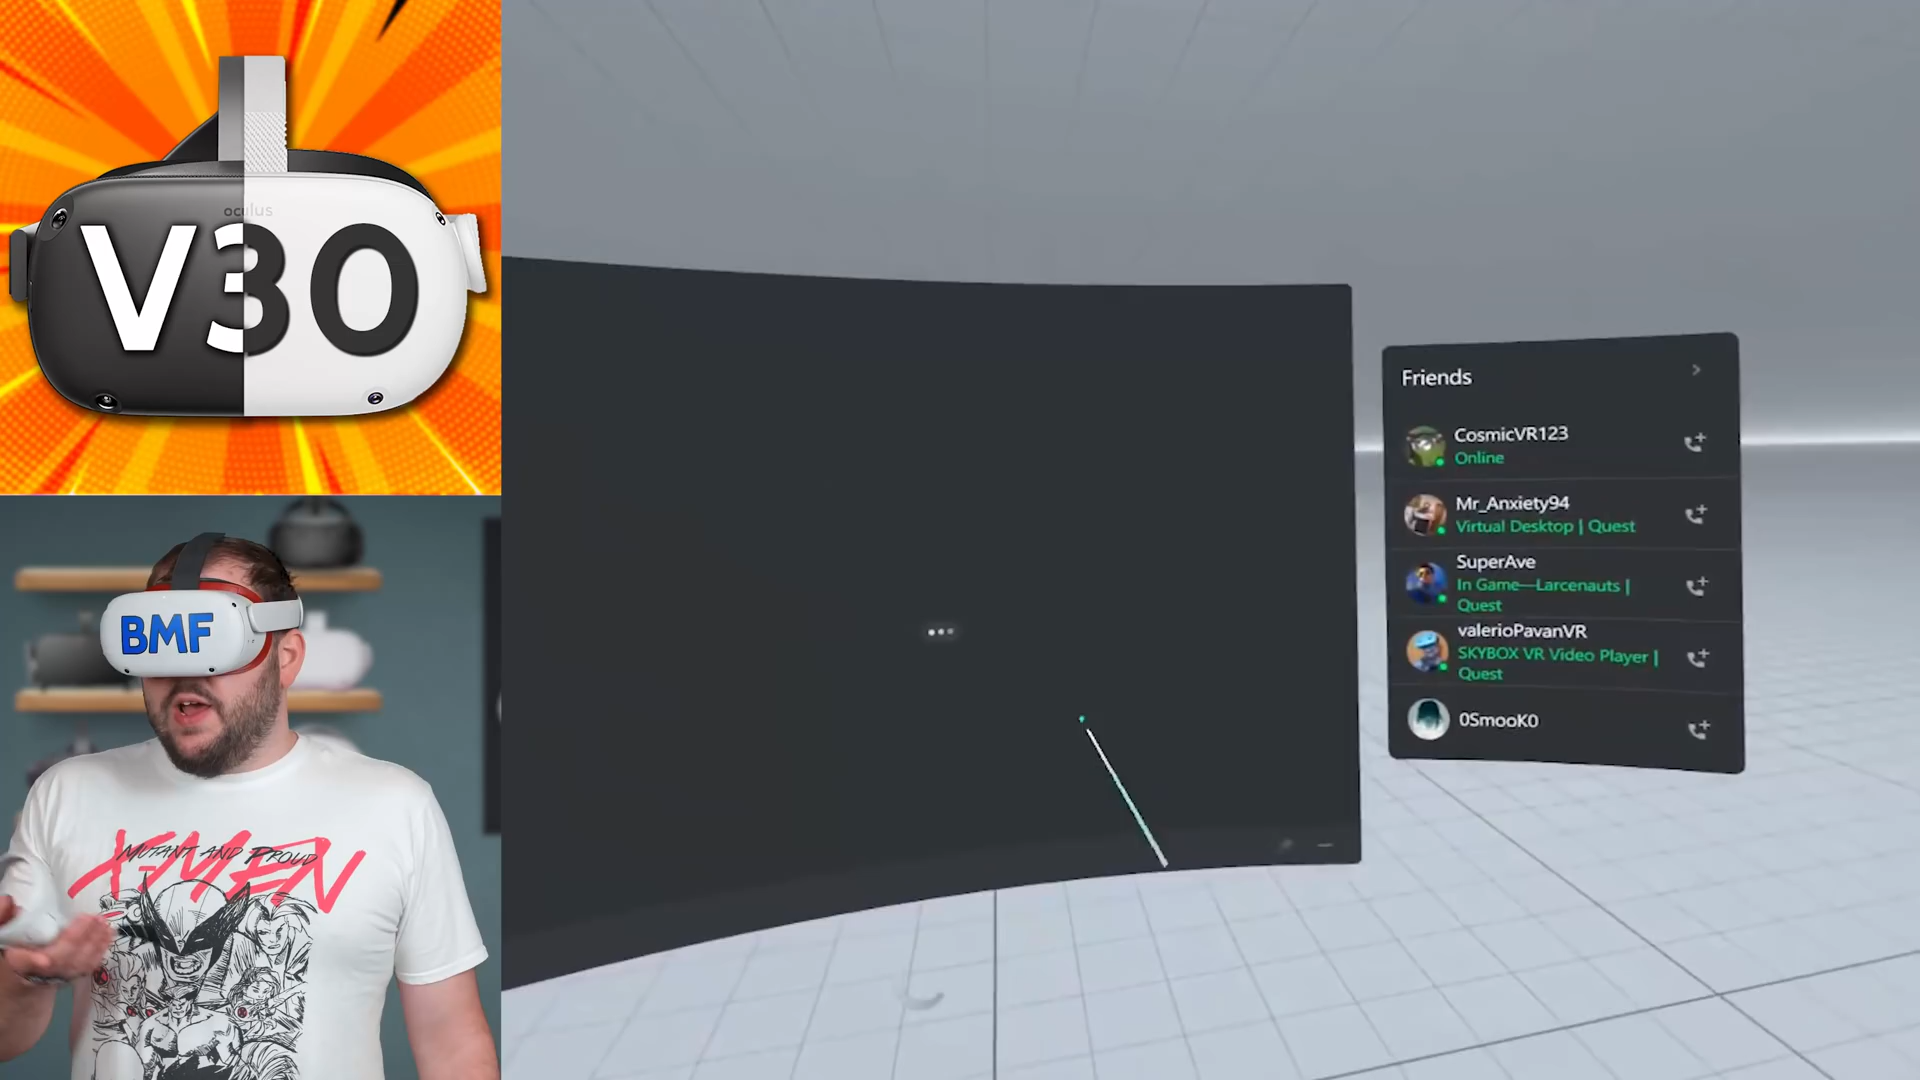 oculus
V30
BMF
MUTANT AND PROUD
X-MEN
Friends
CosmicVR123
Online
Mr_Anxiety94
Virtual Desktop | Quest
SuperAve
In Game—Larcenauts |
Quest
valerioPavanVR
SKYBOX VR Video Player |
Quest
0SmooK0